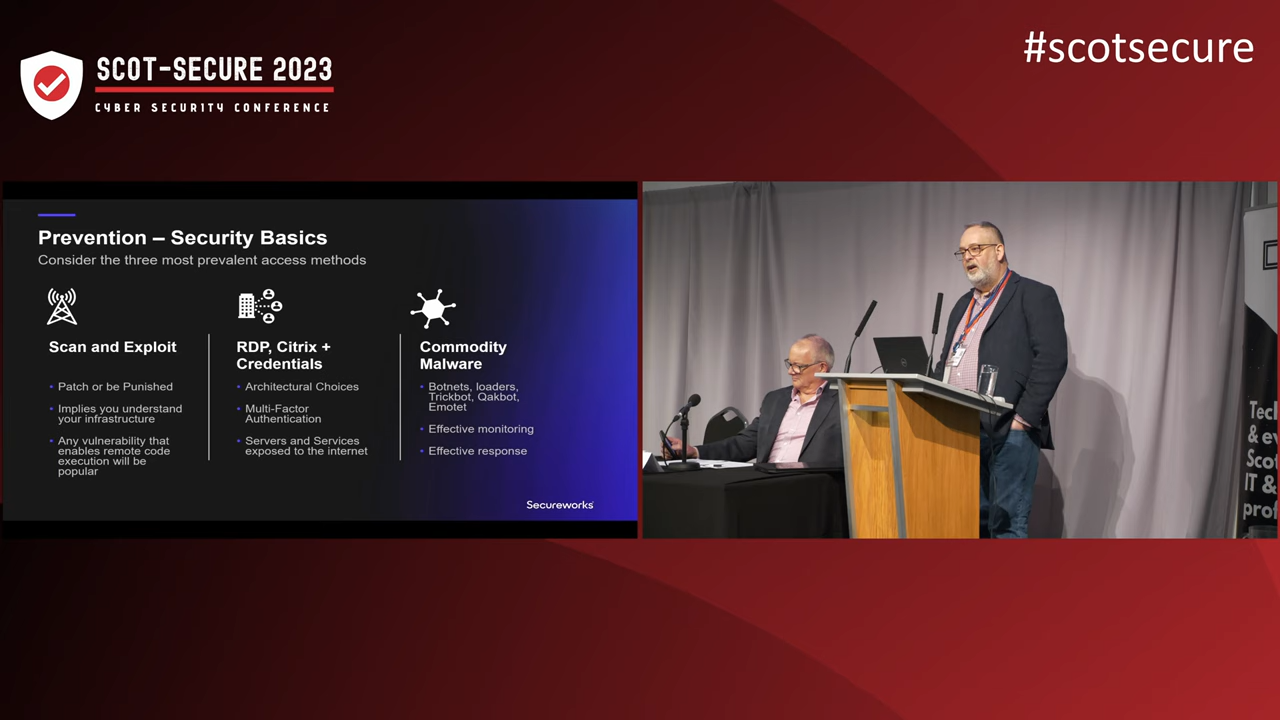 #scotsecure
SCOT-SECURE 2023
CYBER SECURITY CONFERENCE
Prevention – Security Basics
Consider the three most prevalent access methods
Scan and Exploit
• Patch or be Punished
• Implies you understand
your infrastructure
• Any vulnerability that
enables remote code
execution will be
popular
RDP, Citrix +
Credentials
• Architectural Choices
• Multi-Factor
Authentication
• Servers and Services
exposed to the internet
Commodity
Malware
• Botnets, loaders,
Trickbot, Qakbot,
Emotet
• Effective monitoring
• Effective response
Secureworks
& e
Scot
IT &
prof